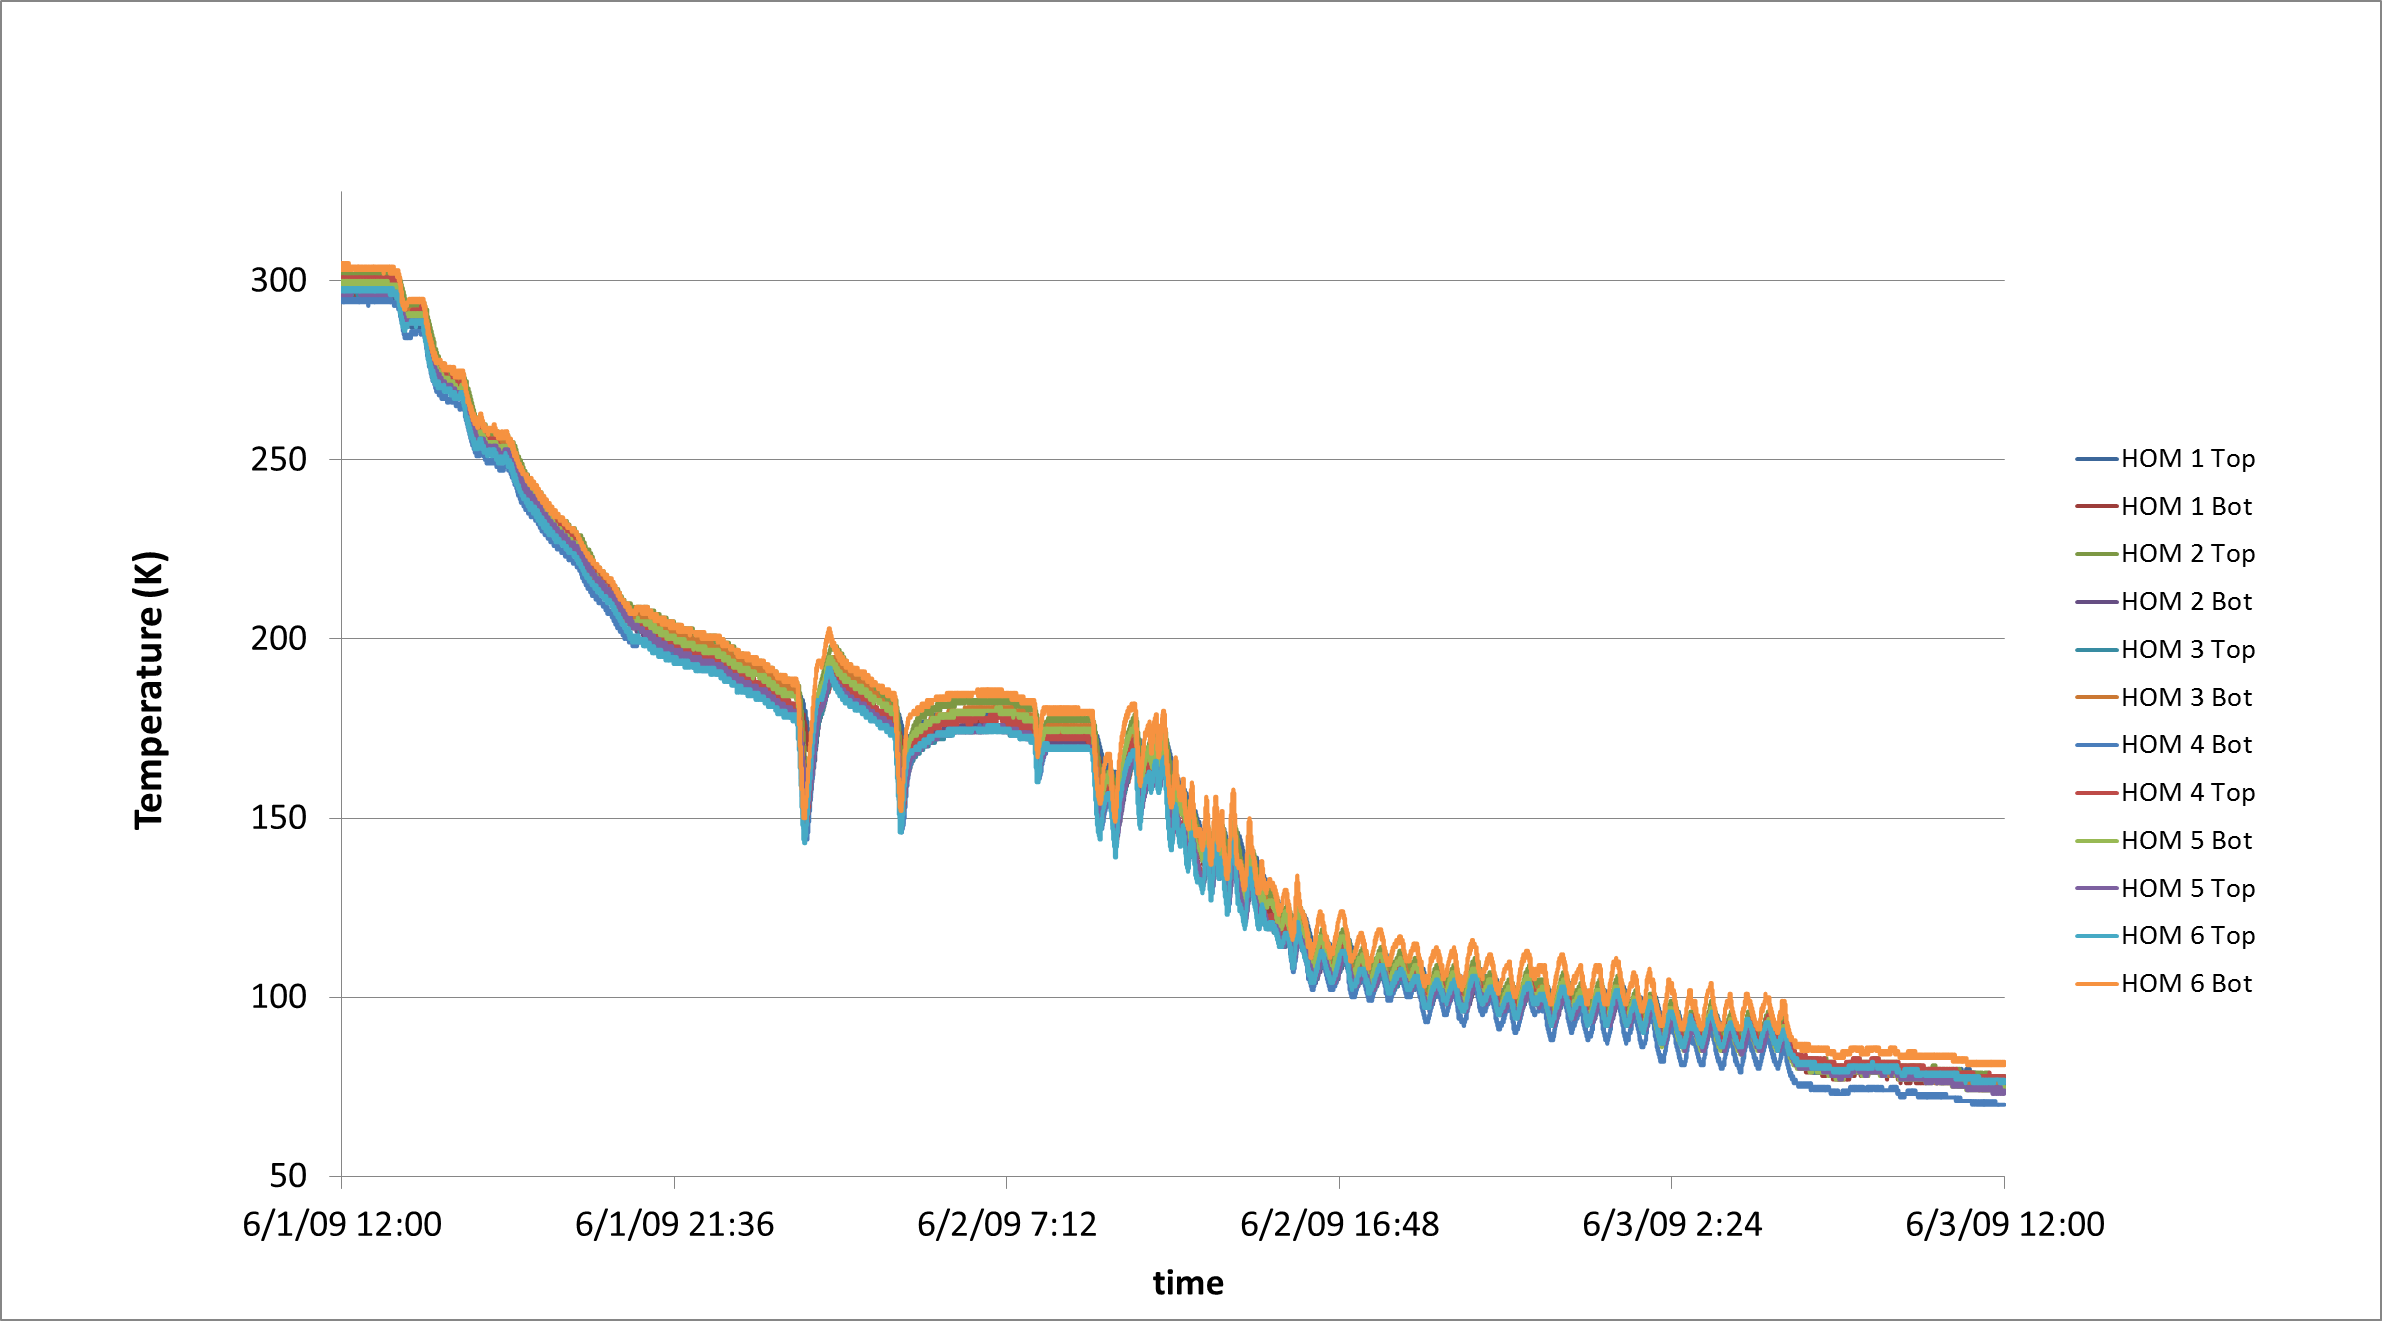 300
250
200
150
100
50
Temperature (K)
6/1/09 12:00
6/1/09 21:36
6/2/09 7:12
6/2/09 16:48
6/3/09 2:24
6/3/09 12:00
time
HOM 1 Top
HOM 1 Bot
HOM 2 Top
HOM 2 Bot
HOM 3 Top
HOM 3 Bot
HOM 4 Bot
HOM 4 Top
HOM 5 Bot
HOM 5 Top
HOM 6 Top
HOM 6 Bot